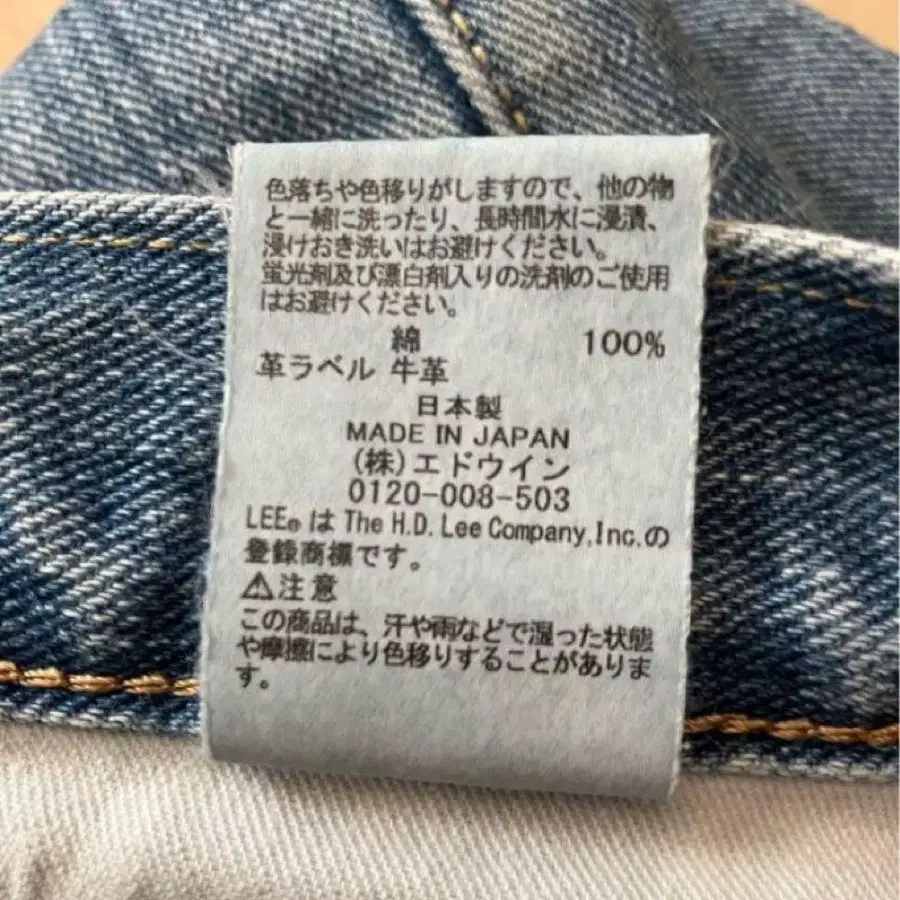 色落ちや色移りがしますので、他の物
と一緒に洗ったり、長時間水に浸漬、
浸けおき洗いはお避けください。
蛍光剤及び漂白剤入りの洗剤のご使用
はお避けください。
綿 100%
革ラベル 牛革
日本製
MADE IN JAPAN
(株)エドウイン
0120-008-503
LEE®は The H.D. Lee Company,Inc.の
登録商標です。
⚠注意
この商品は、汗や雨などで湿った状態
や摩擦により色移りすることがありま
す。